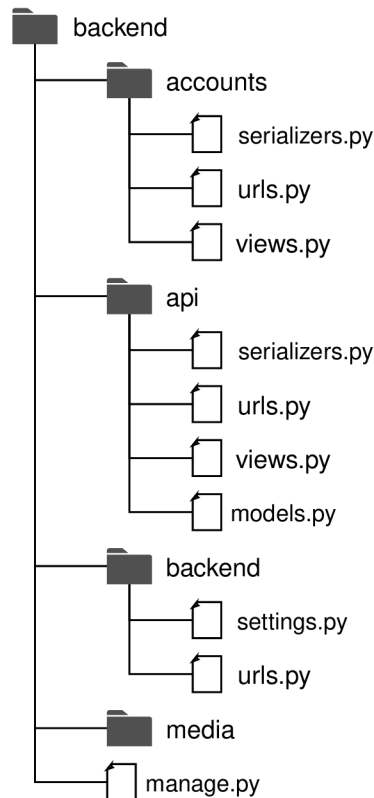 backend
accounts
serializers.py
urls.py
views.py
api
serializers.py
urls.py
views.py
models.py
backend
settings.py
urls.py
media
manage.py